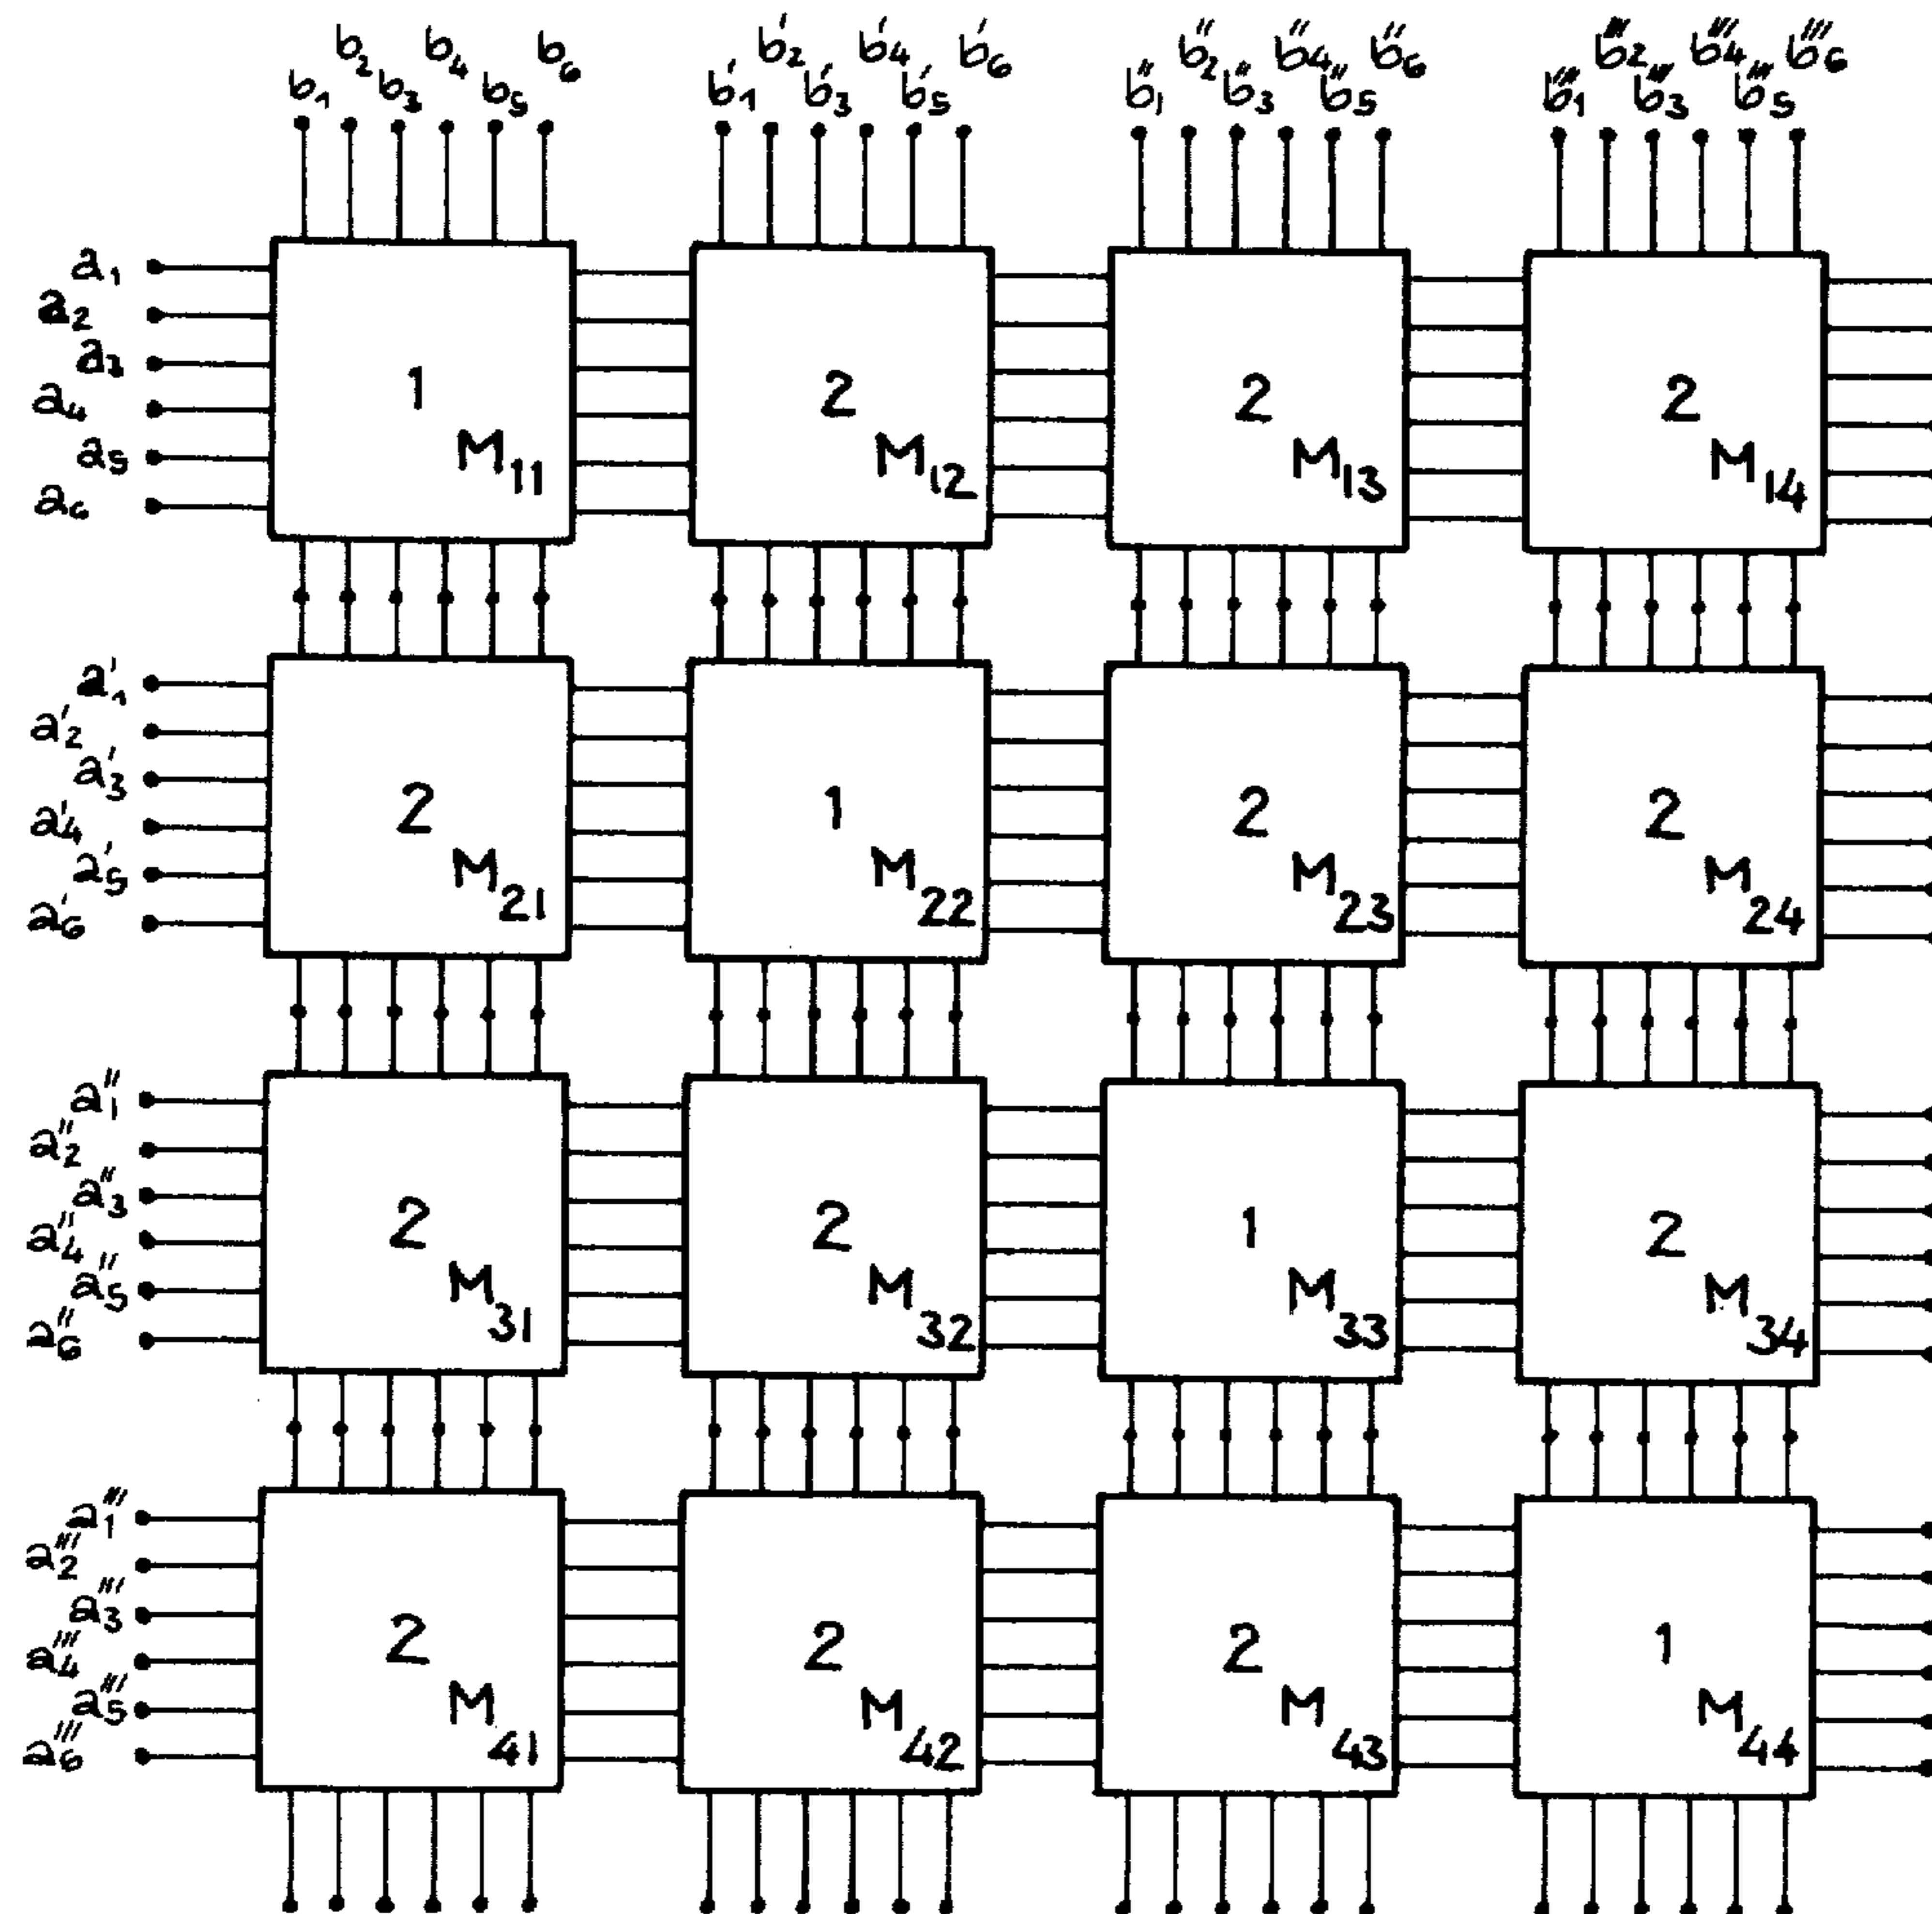 b₂ b₄ b₆ b'₂ b'₄ b'₆ b''₂ b''₄ b''₆ b'''₂ b'''₄ b'''₆
b₁ b₃ b₅ b'₁ b'₃ b'₅ b''₁ b''₃ b''₅ b'''₁ b'''₃ b'''₅
a₁
a₂
a₃
a₄
a₅
a₆
1 2 2 2
M₁₁ M₁₂ M₁₃ M₁₄
a'₁
a'₂
a'₃
a'₄
a'₅
a'₆
2 1 2 2
M₂₁ M₂₂ M₂₃ M₂₄
a''₁
a''₂
a''₃
a''₄
a''₅
a''₆
2 2 1 2
M₃₁ M₃₂ M₃₃ M₃₄
a'''₁
a'''₂
a'''₃
a'''₄
a'''₅
a'''₆
2 2 2 1
M₄₁ M₄₂ M₄₃ M₄₄